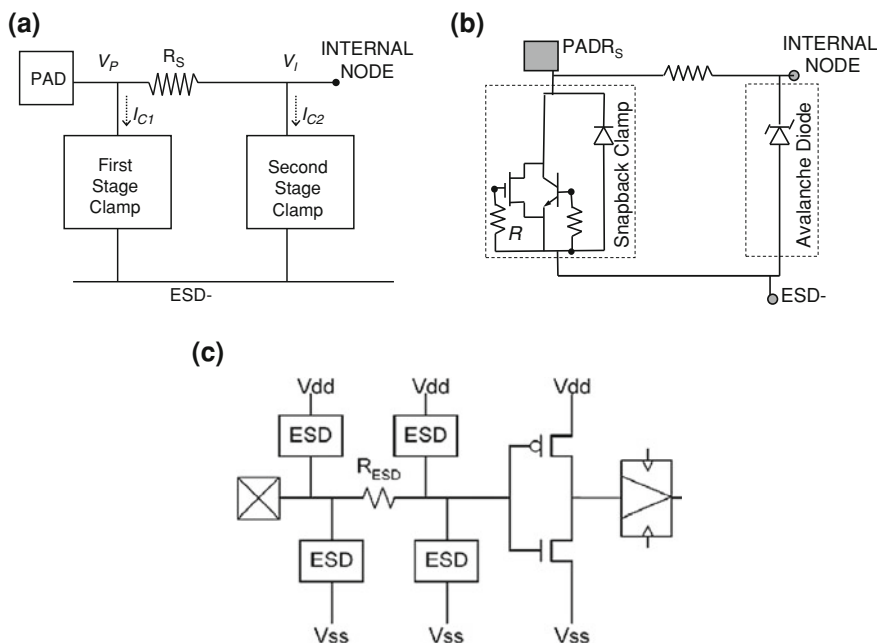 (a)
PAD
V_P
R_S
V_I
INTERNAL
NODE
I_C1
I_C2
First
Stage
Clamp
Second
Stage
Clamp
ESD-
(b)
PADR_S
INTERNAL
NODE
R
Snapback Clamp
Avalanche Diode
ESD-
(c)
Vdd
Vdd
Vdd
ESD
ESD
R_ESD
ESD
ESD
Vss
Vss
Vss